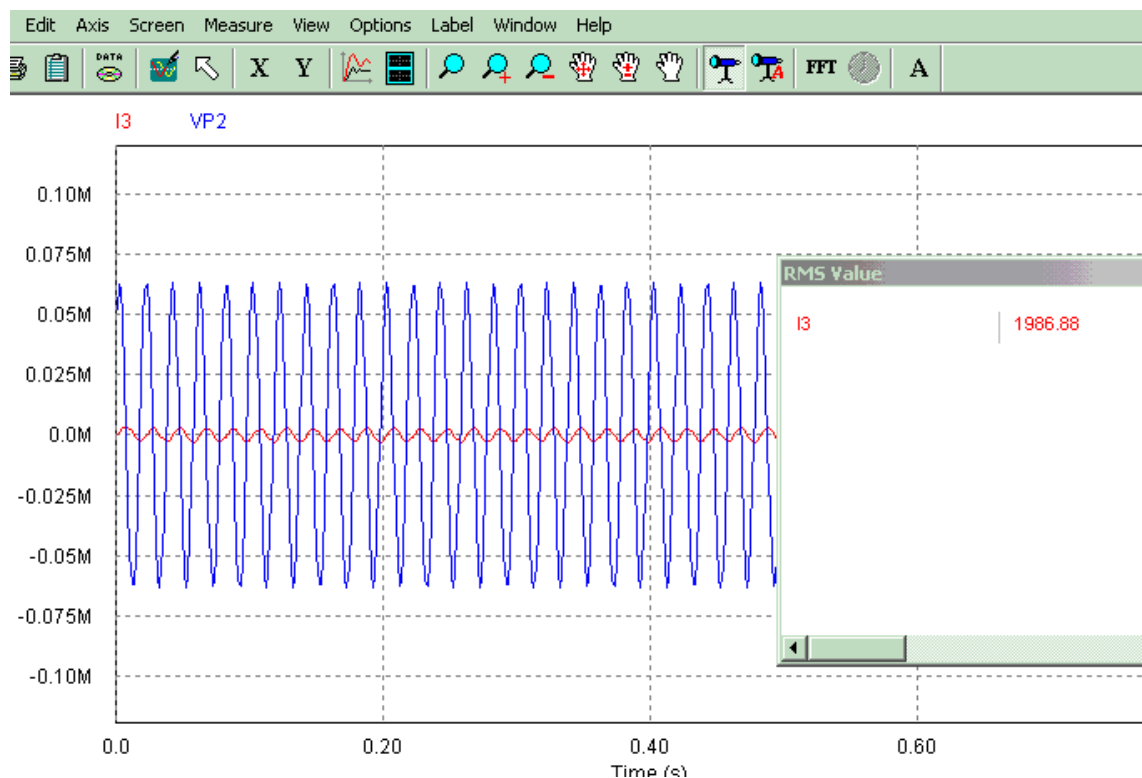 Edit Axis Screen Measure View Options Label Window Help
DATA X Y A FFT A
I3 VP2
0.10M
0.075M
0.05M
0.025M
0.0M
-0.025M
-0.05M
-0.075M
-0.10M
RMS Value
I3 1986.88
0.0 0.20 0.40 0.60
Time (s)